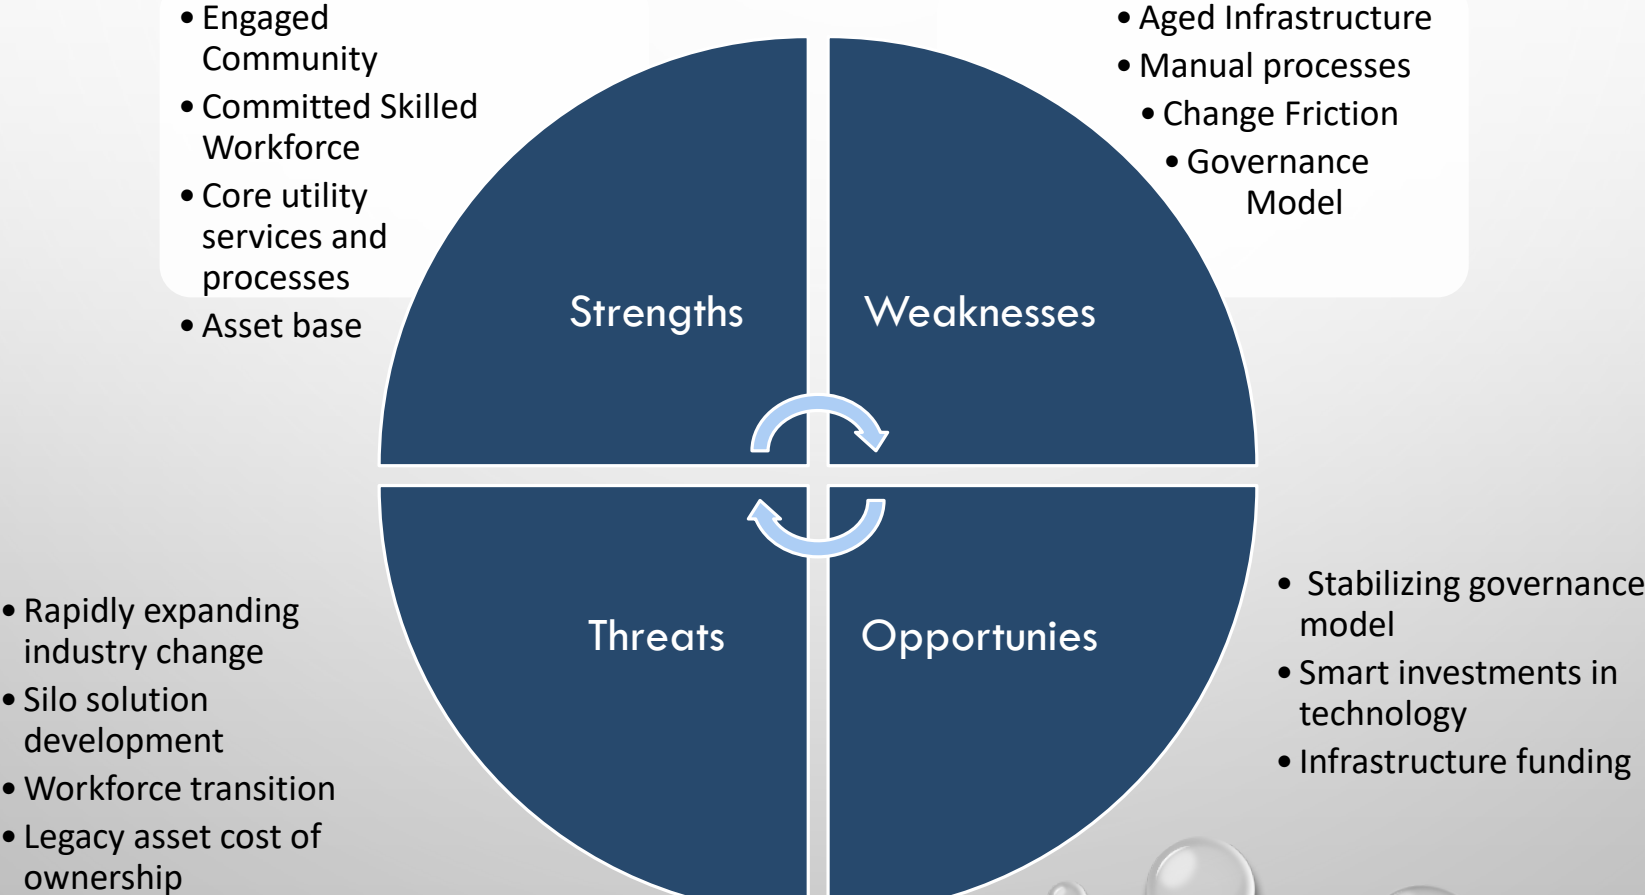 • Engaged
Community
• Committed Skilled
Workforce
• Core utility
services and
processes
• Asset base
• Aged Infrastructure
• Manual processes
• Change Friction
• Governance
Model
Strengths
Weaknesses
Threats
Opportunies
• Rapidly expanding
industry change
• Silo solution
development
• Workforce transition
• Legacy asset cost of
ownership
• Stabilizing governance
model
• Smart investments in
technology
• Infrastructure funding